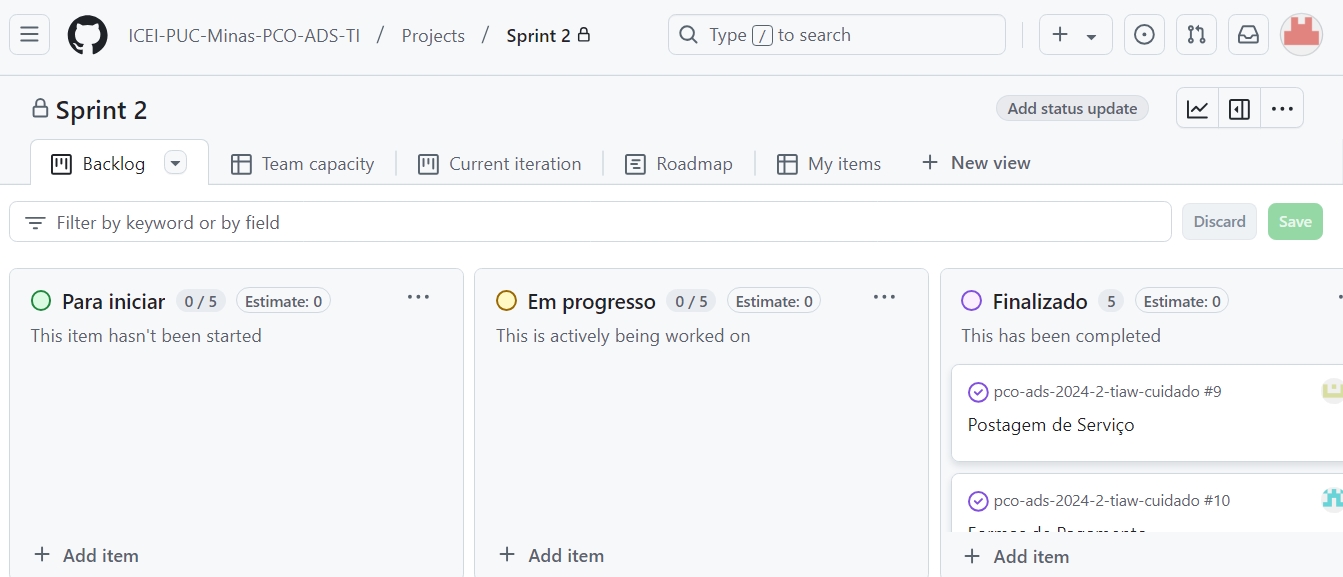 ICEI-PUC-Minas-PCO-ADS-TI / Projects / Sprint 2 Type / to search
Sprint 2 Add status update
Backlog Team capacity Current iteration Roadmap My items New view
Filter by keyword or by field Discard Save
Para iniciar 0 / 5 Estimate: 0
This item hasn't been started
Add item
Em progresso 0 / 5 Estimate: 0
This is actively being worked on
Add item
Finalizado 5 Estimate: 0
This has been completed
pco-ads-2024-2-tiaw-cuidado #9
Postagem de Serviço
pco-ads-2024-2-tiaw-cuidado #10
Add item